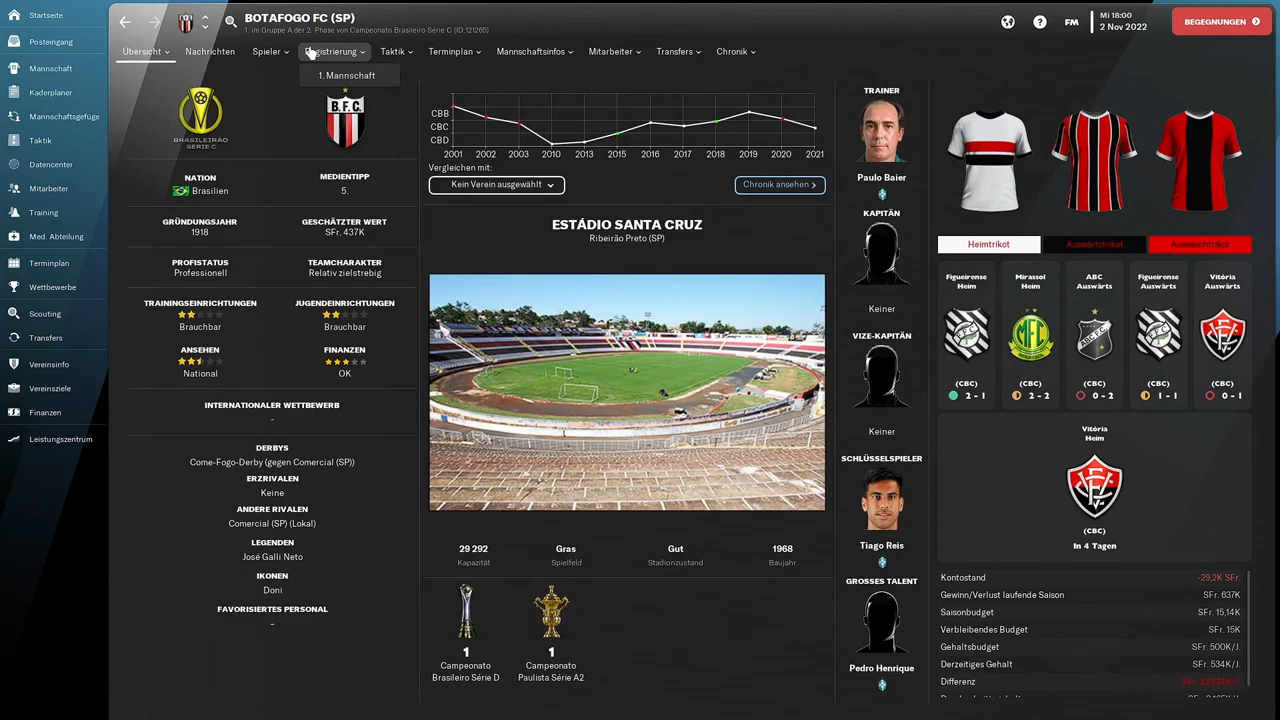 Startseite
Posteingang
Mannschaft
Kaderplaner
Mannschaftsgefüge
Taktik
Datencenter
Mitarbeiter
Training
Med. Abteilung
Terminplan
Wettbewerbe
Scouting
Transfers
Vereinsinfo
Vereinsziele
Finanzen
Leistungszentrum
BOTAFOGO FC (SP)
1. im Gruppe A der 2. Phase von Campeonato Brasileiro Série C (ID:121265)
FM
Mi 18:00
2 Nov 2022
BEGEGNUNGEN
Übersicht
Nachrichten
Spieler
Registrierung
Taktik
Terminplan
Mannschaftsinfos
Mitarbeiter
Transfers
Chronik
1. Mannschaft
BRASILEIRÃO
SÉRIE C
B.F.C.
NATION
Brasilien
MEDIENTIPP
5.
GRÜNDUNGSJAHR
1918
GESCHÄTZTER WERT
SFr. 437K
PROFISTATUS
Professionell
TEAMCHARAKTER
Relativ zielstrebig
TRAININGSEINRICHTUNGEN
Brauchbar
JUGENDEINRICHTUNGEN
Brauchbar
ANSEHEN
National
FINANZEN
OK
INTERNATIONALER WETTBEWERB
-
DERBYS
Come-Fogo-Derby (gegen Comercial (SP))
ERZRIVALEN
Keine
ANDERE RIVALEN
Comercial (SP) (Lokal)
LEGENDEN
José Galli Neto
IKONEN
Doni
FAVORISIERTES PERSONAL
-
CBB
CBC
CBD
2001 2002 2003 2010 2013 2015 2016 2017 2018 2019 2020 2021
Vergleichen mit:
Kein Verein ausgewählt
Chronik ansehen
ESTÁDIO SANTA CRUZ
Ribeirão Preto (SP)
29 292
Kapazität
Gras
Spielfeld
Gut
Stadionzustand
1968
Baujahr
1
Campeonato
Brasileiro Série D
1
Campeonato
Paulista Série A2
TRAINER
Paulo Baier
KAPITÄN
Keiner
VIZE-KAPITÄN
Keiner
SCHLÜSSELSPIELER
Tiago Reis
GROSSES TALENT
Pedro Henrique
Heimtrikot
Auswärtstrikot
Ausweichtrikot
Figueirense
Heim
(CBC)
2 - 1
Mirassol
Heim
MFC
(CBC)
2 - 2
ABC
Auswärts
(CBC)
0 - 2
Figueirense
Auswärts
(CBC)
1 - 1
Vitória
Auswärts
(CBC)
0 - 1
Vitória
Heim
(CBC)
In 4 Tagen
Kontostand -29,2K SFr.
Gewinn/Verlust laufende Saison SFr. 637K
Saisonbudget SFr. 15,14K
Verbleibendes Budget SFr. 15K
Gehaltsbudget SFr. 500K/J.
Derzeitiges Gehalt SFr. 534K/J.
Differenz